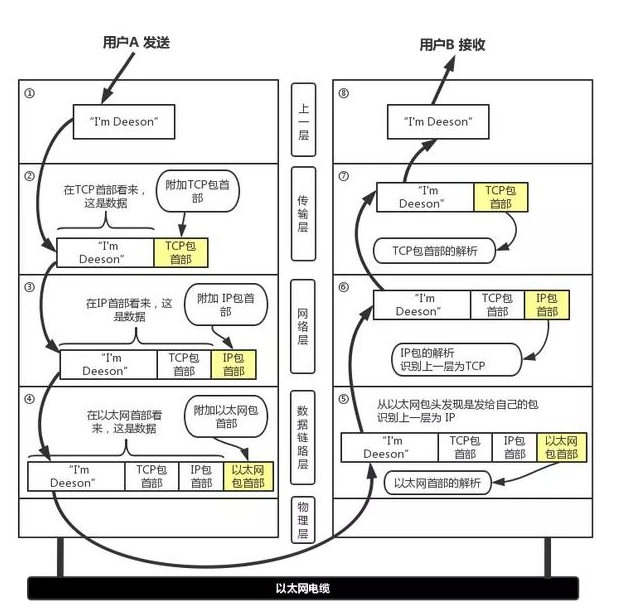 用户A 发送
用户B 接收
①
“I'm Deeson”
上一层
⑧
“I'm Deeson”
②
在TCP首部看来，
这是数据
附加TCP包首
部
“I'm
Deeson”
TCP包
首部
传输层
⑦
“I'm
Deeson”
TCP包
首部
TCP包首部的解析
③
在IP首部看来，这
是数据
附加 IP包首
部
“I'm
Deeson”
TCP包
首部
IP包
首部
网络层
⑥
“I'm
Deeson”
TCP包
首部
IP包
首部
IP包的解析
识别上一层为TCP
④
在以太网首部看
来，这是数据
附加以太网包
首部
“I'm
Deeson”
TCP包
首部
IP包
首部
以太网
包首部
数据链路层
⑤
从以太网包头发现是发给自己的包
识别上一层为 IP
“I'm
Deeson”
TCP包
首部
IP包
首部
以太网
包首部
以太网首部的解析
物理层
以太网电缆